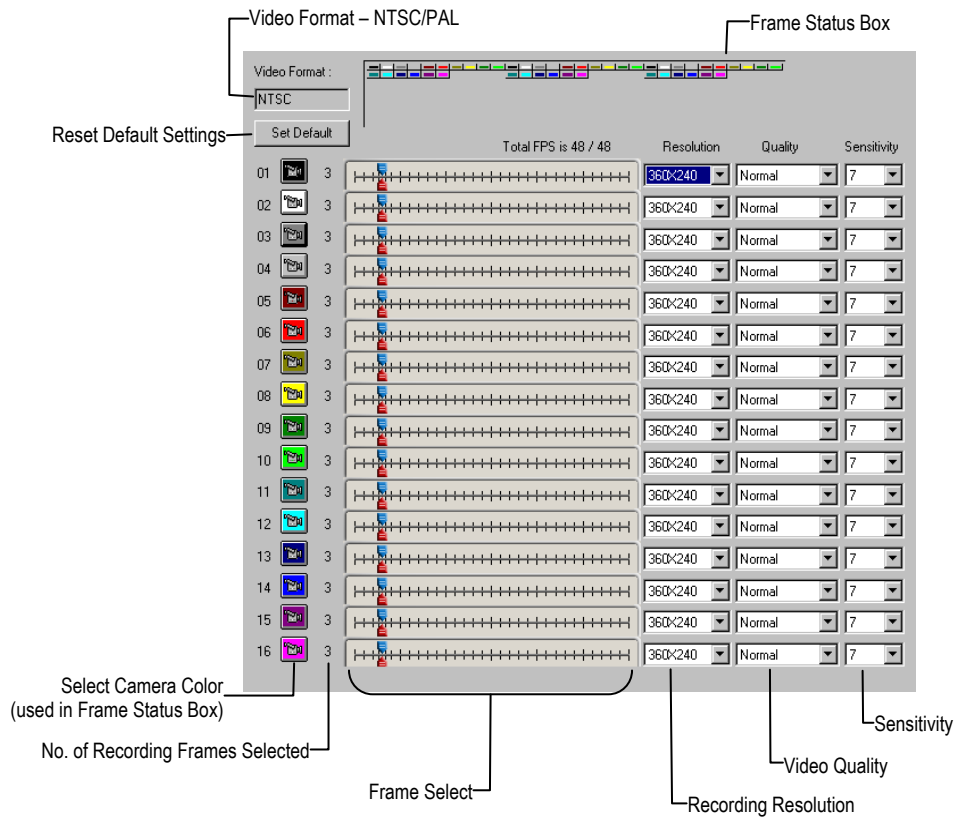 Video Format – NTSC/PAL
Frame Status Box
Video Format :
NTSC
Reset Default Settings
Set Default
Total FPS is 48 / 48 Resolution Quality Sensitivity
01 3 360X240 Normal 7
02 3 360X240 Normal 7
03 3 360X240 Normal 7
04 3 360X240 Normal 7
05 3 360X240 Normal 7
06 3 360X240 Normal 7
07 3 360X240 Normal 7
08 3 360X240 Normal 7
09 3 360X240 Normal 7
10 3 360X240 Normal 7
11 3 360X240 Normal 7
12 3 360X240 Normal 7
13 3 360X240 Normal 7
14 3 360X240 Normal 7
15 3 360X240 Normal 7
16 3 360X240 Normal 7
Select Camera Color
(used in Frame Status Box)
No. of Recording Frames Selected
Frame Select
Recording Resolution
Video Quality
Sensitivity